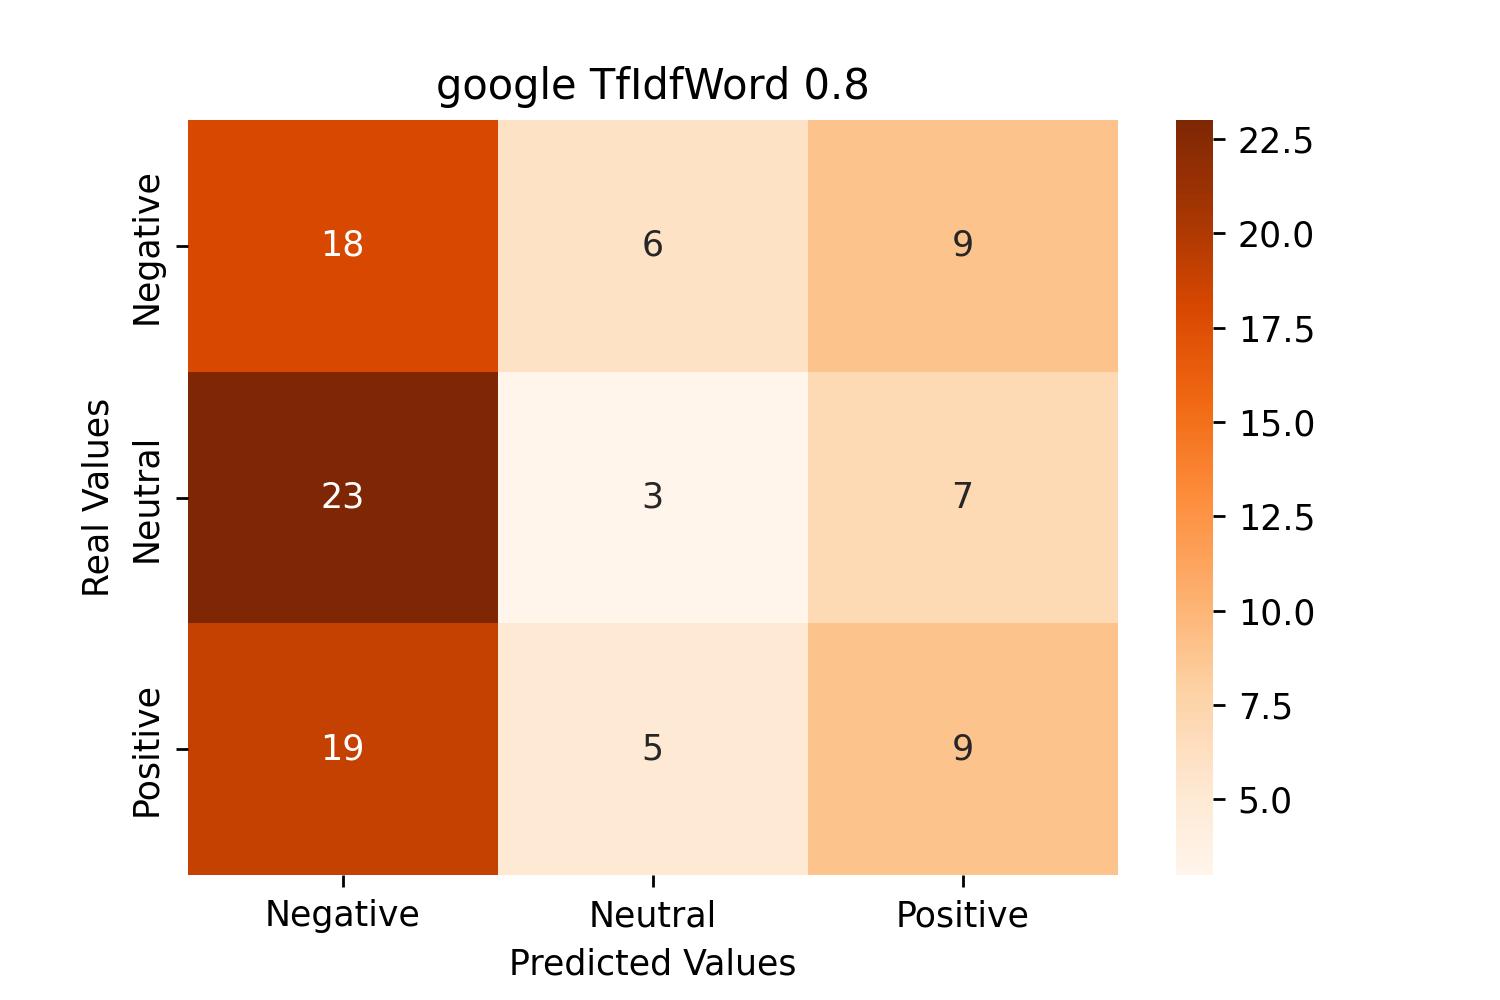 google TfIdfWord 0.8
Real Values
Negative 18 6 9
Neutral 23 3 7
Positive 19 5 9
Negative Neutral Positive
Predicted Values
22.5
20.0
17.5
15.0
12.5
10.0
7.5
5.0